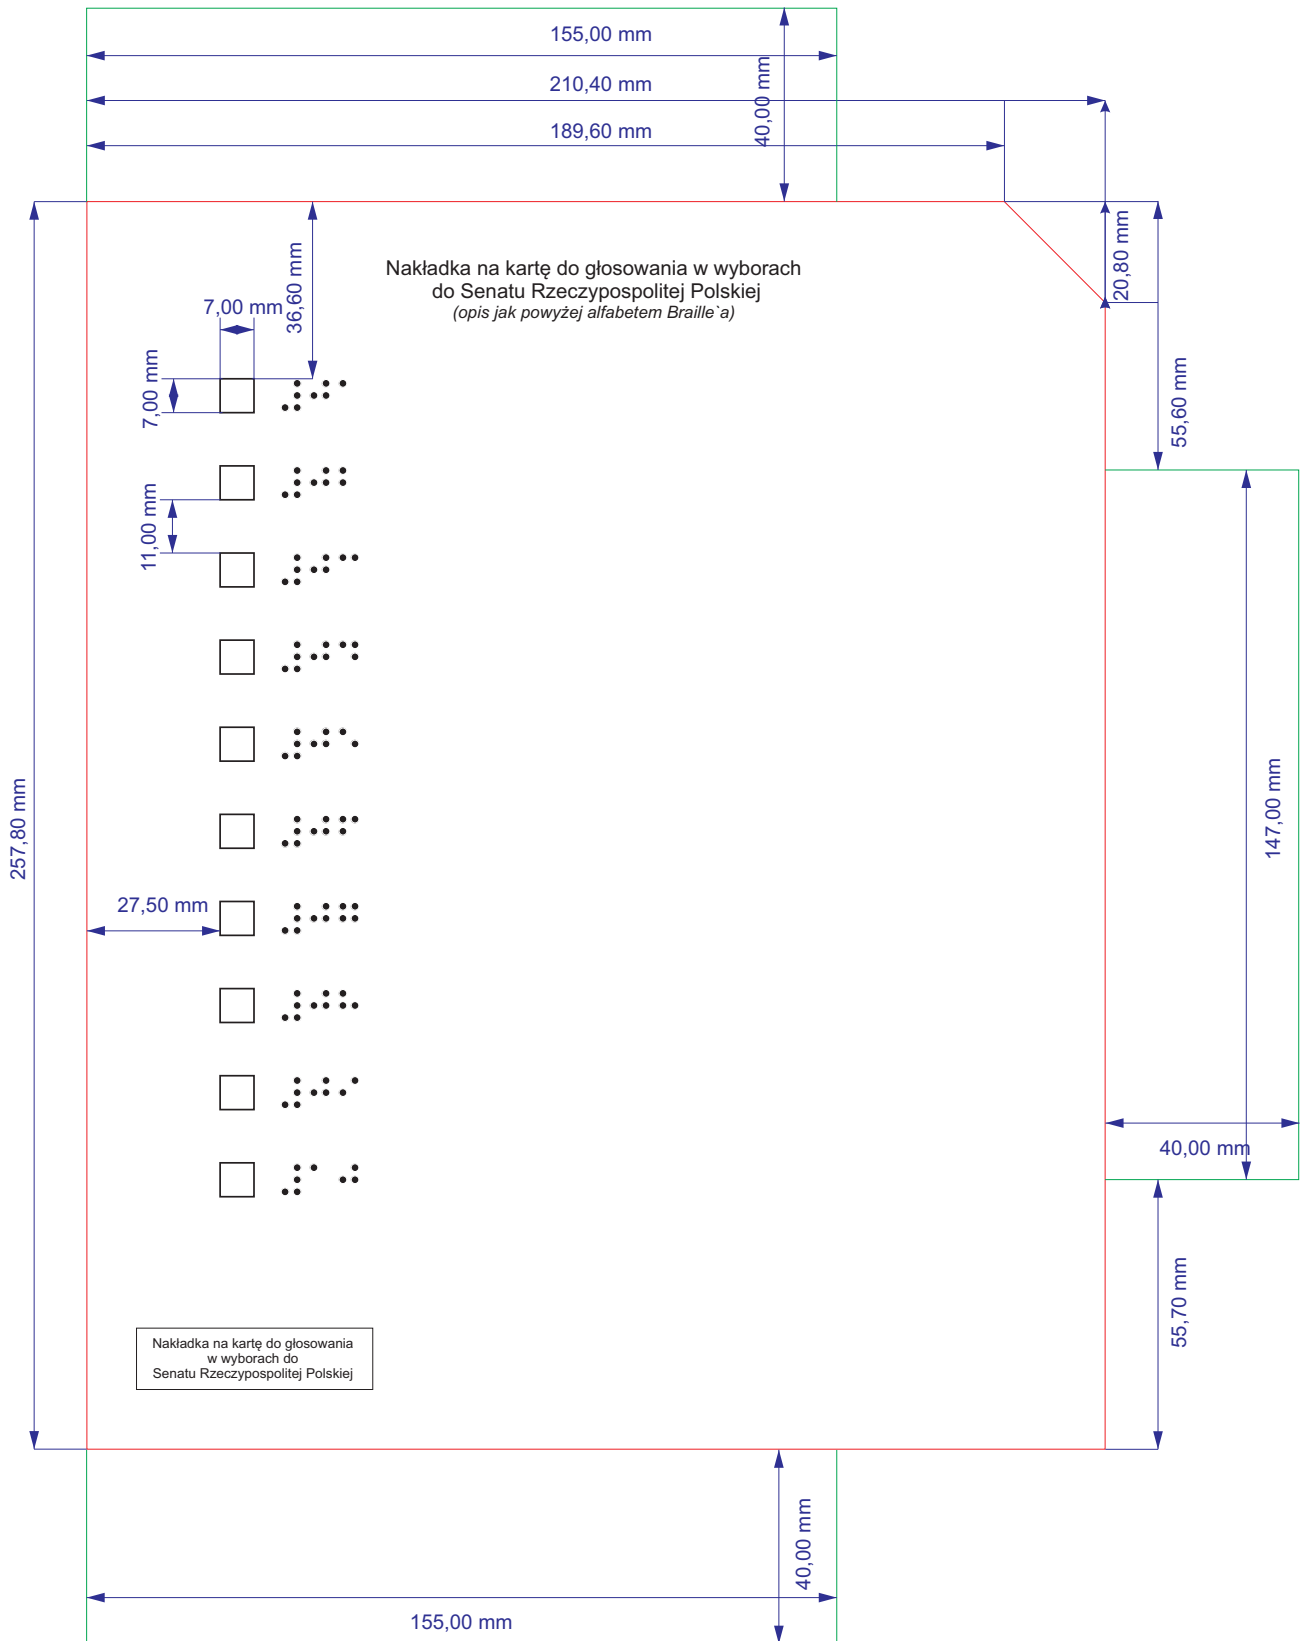 155,00 mm
210,40 mm
40,00 mm
189,60 mm
36,60 mm
20,80 mm
Nakładka na kartę do głosowania w wyborach
do Senatu Rzeczypospolitej Polskiej
(opis jak powyżej alfabetem Braille`a)
7,00 mm
7,00 mm
⠼⠚⠁
55,60 mm
⠼⠚⠃
11,00 mm
⠼⠚⠉
⠼⠚⠙
⠼⠚⠑
257,80 mm
⠼⠚⠋
147,00 mm
27,50 mm
⠼⠚⠛
⠼⠚⠓
⠼⠚⠊
40,00 mm
⠼⠁⠚
55,70 mm
Nakładka na kartę do głosowania
w wyborach do
Senatu Rzeczypospolitej Polskiej
40,00 mm
155,00 mm